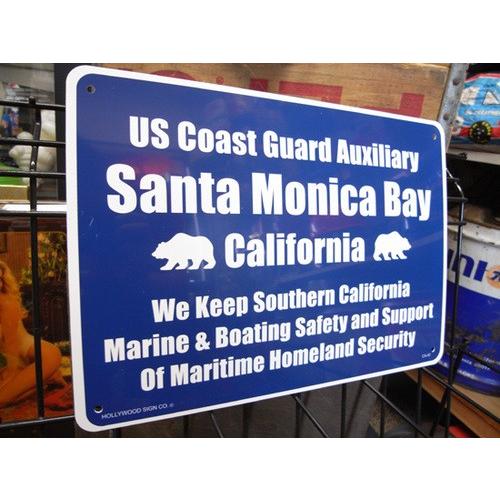 US Coast Guard Auxiliary
Santa Monica Bay
California
We Keep Southern California
Marine & Boating Safety and Support
Of Maritime Homeland Security
HOLLYWOOD SIGN CO. ©